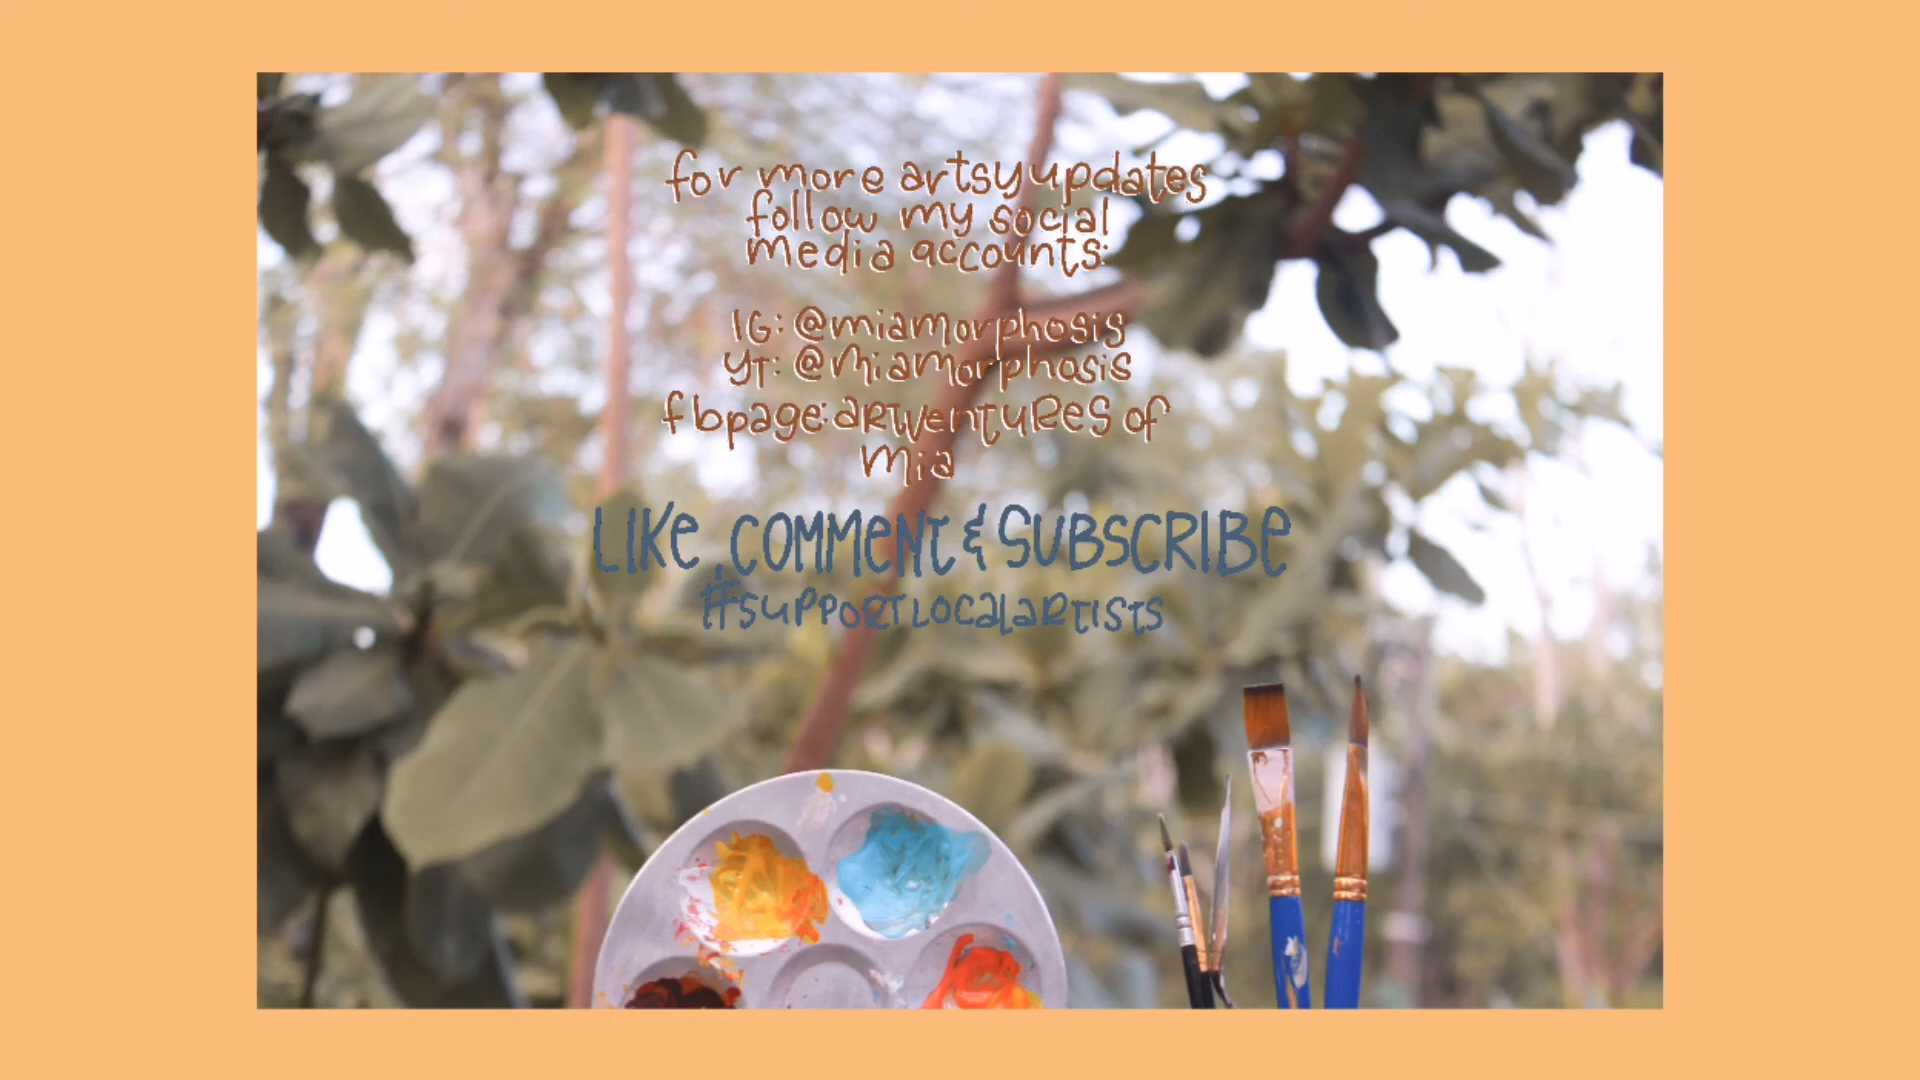 for more artsy updates
follow my social
media accounts:
IG: @miamorphosis
YT: @miamorphosis
fbpage: artventures of
mia
LIKE, COMMENT & SUBSCRIBE
#supportlocalartists